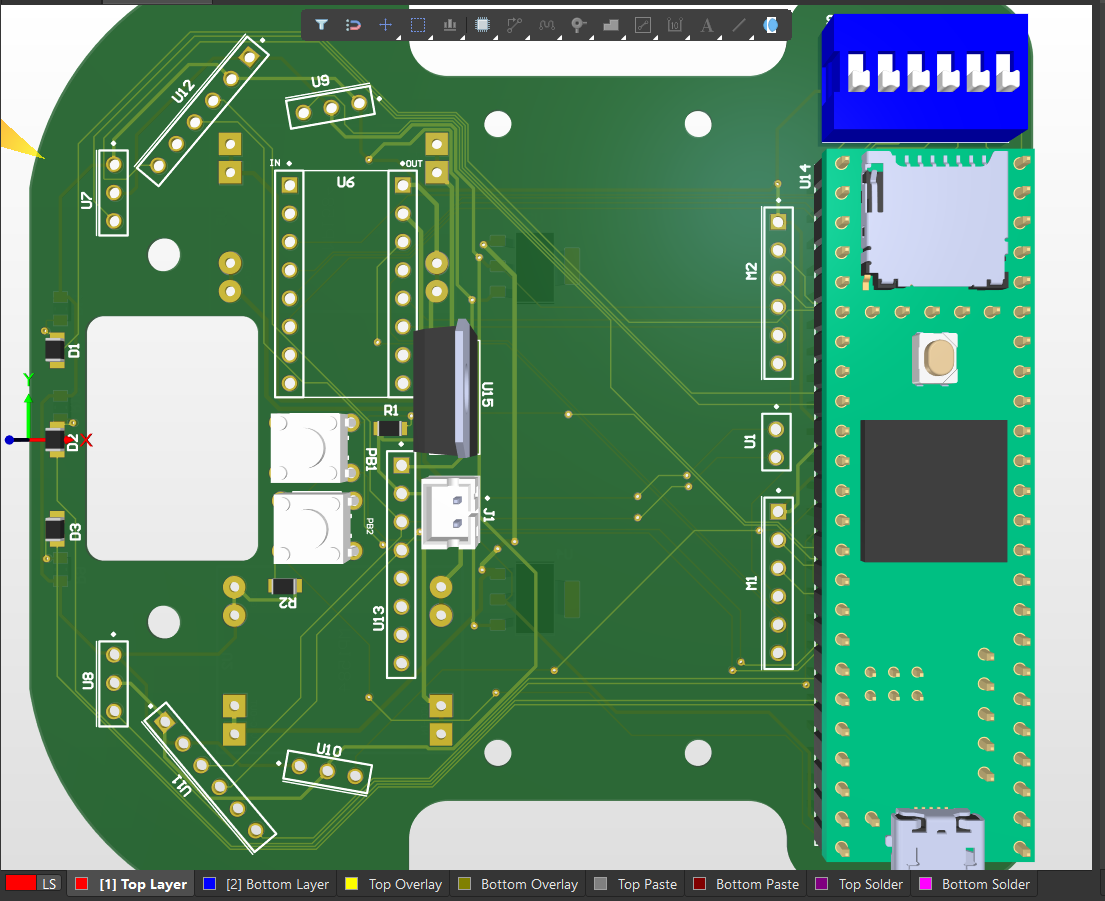 U12
U9
U14
IN
OUT
U6
U7
M2
D1
U15
R1
D2
X
Y
U1
PB1
J1
PB2
D3
M1
R2
U13
U8
U10
U11
LS
[1] Top Layer
[2] Bottom Layer
Top Overlay
Bottom Overlay
Top Paste
Bottom Paste
Top Solder
Bottom Solder